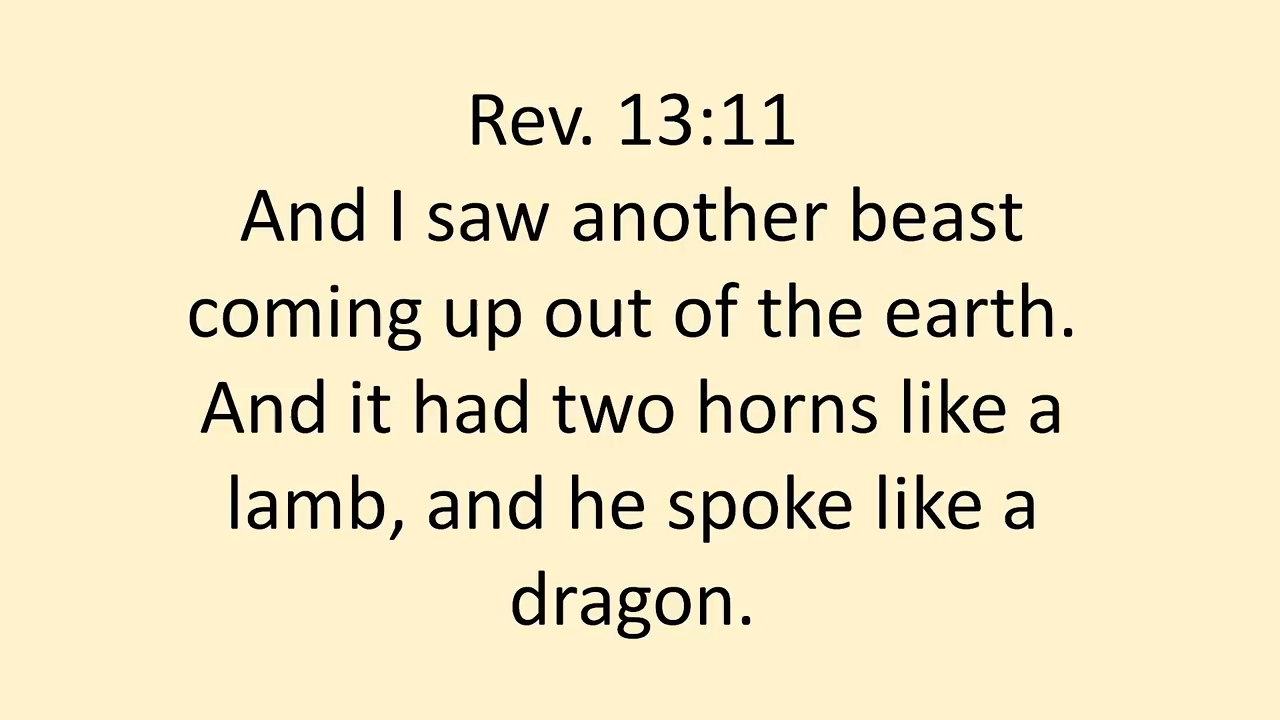 Rev. 13:11
And I saw another beast
coming up out of the earth.
And it had two horns like a
lamb, and he spoke like a
dragon.